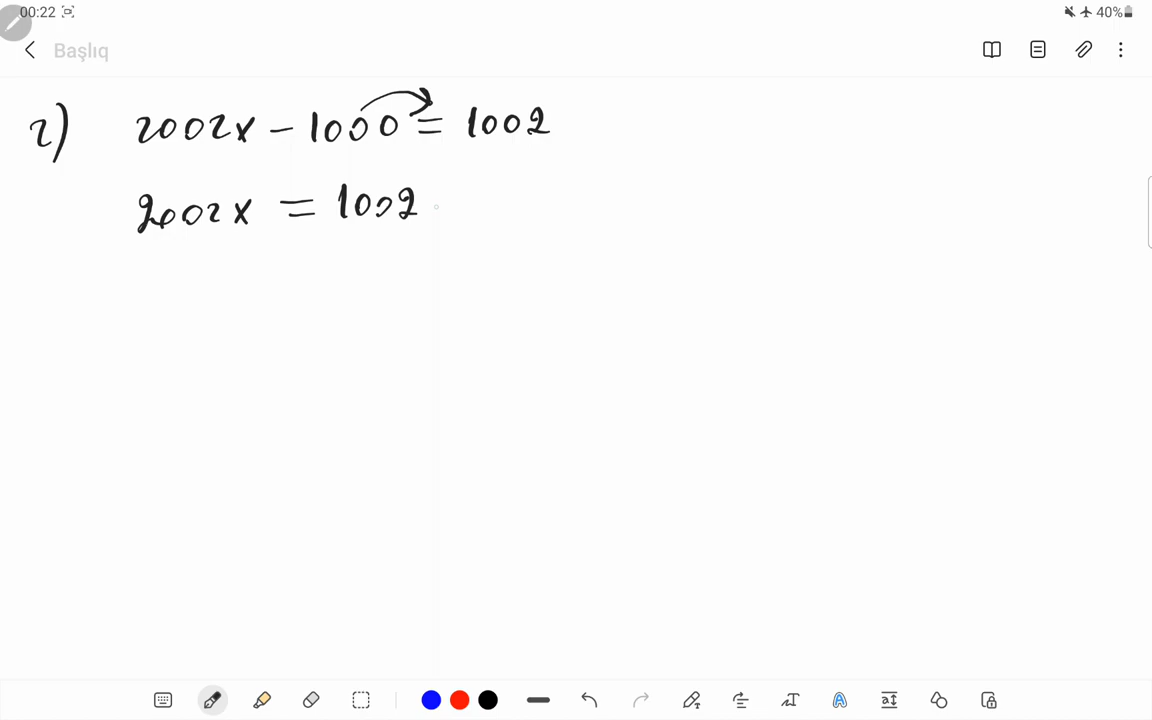 00:22 40%
Başlıq
2) 2002x - 1000 = 1002
2002x = 1002